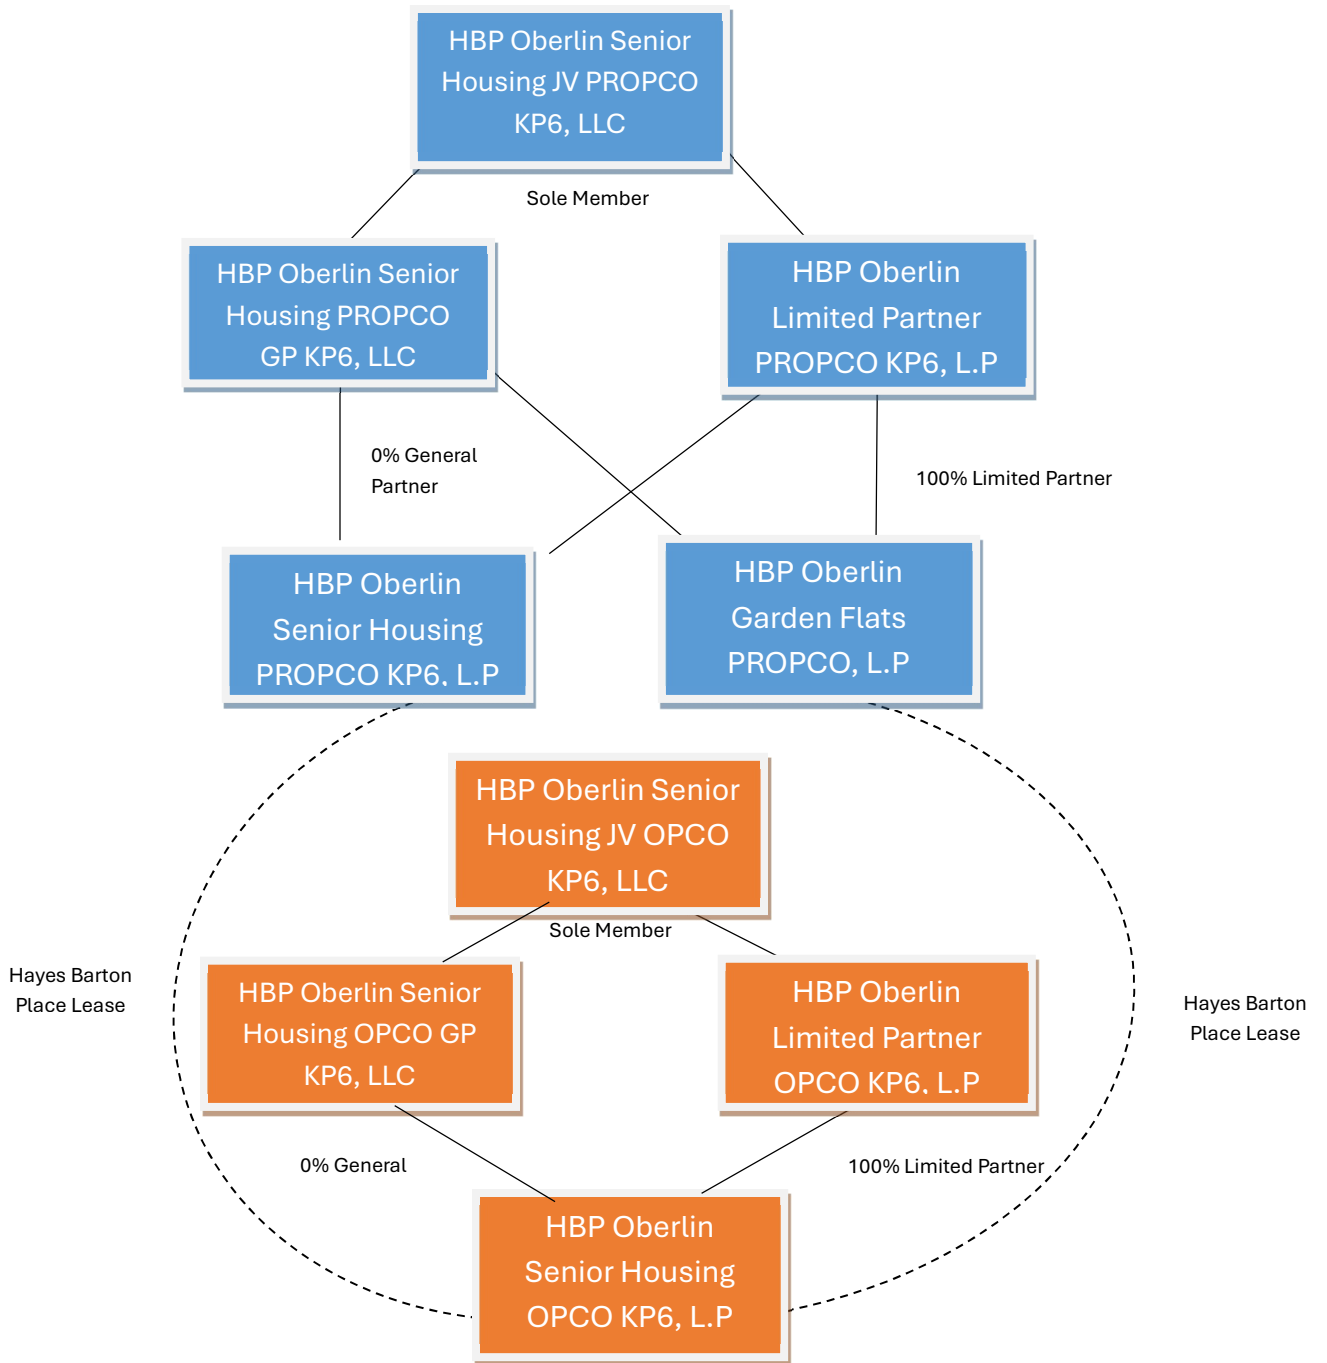 HBP Oberlin Senior
Housing JV PROPCO
KP6, LLC
Sole Member
HBP Oberlin Senior
Housing PROPCO
GP KP6, LLC
HBP Oberlin
Limited Partner
PROPCO KP6, L.P
0% General
Partner
100% Limited Partner
HBP Oberlin
Senior Housing
PROPCO KP6, L.P
HBP Oberlin
Garden Flats
PROPCO, L.P
HBP Oberlin Senior
Housing JV OPCO
KP6, LLC
Sole Member
Hayes Barton
Place Lease
HBP Oberlin Senior
Housing OPCO GP
KP6, LLC
HBP Oberlin
Limited Partner
OPCO KP6, L.P
Hayes Barton
Place Lease
0% General
100% Limited Partner
HBP Oberlin
Senior Housing
OPCO KP6, L.P